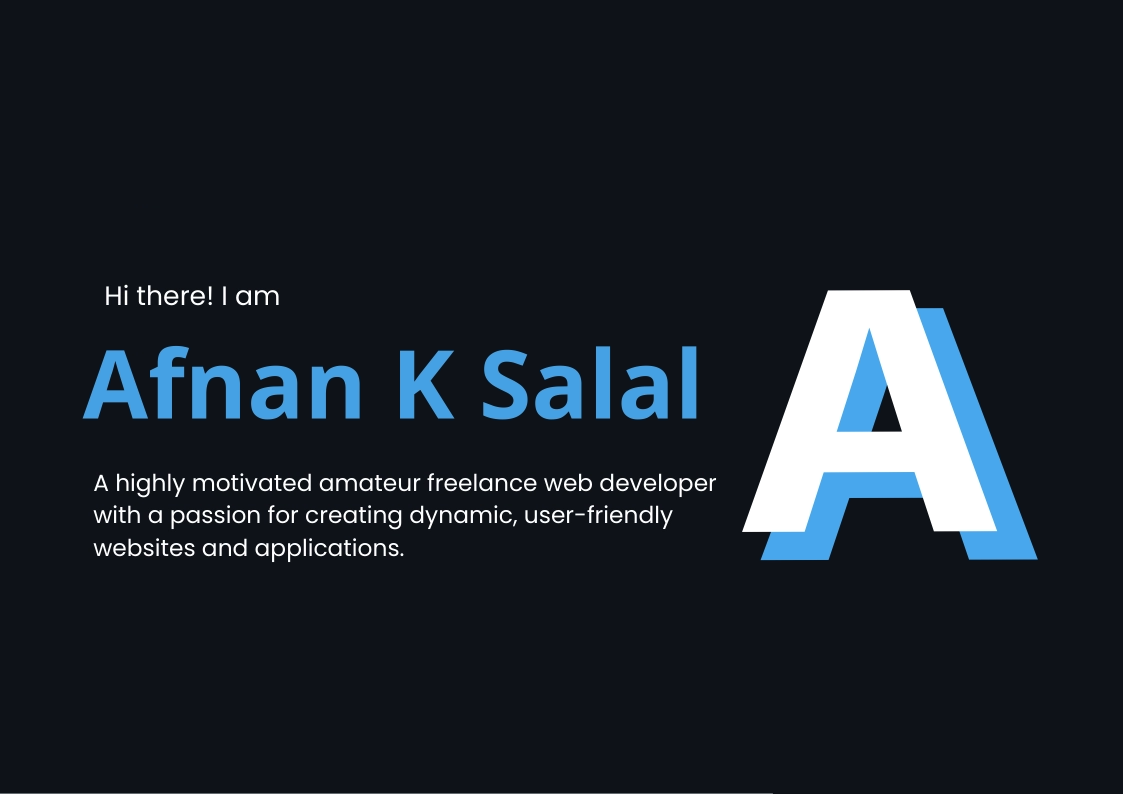 Hi there! I am
Afnan K Salal
A highly motivated amateur freelance web developer
with a passion for creating dynamic, user-friendly
websites and applications.
A